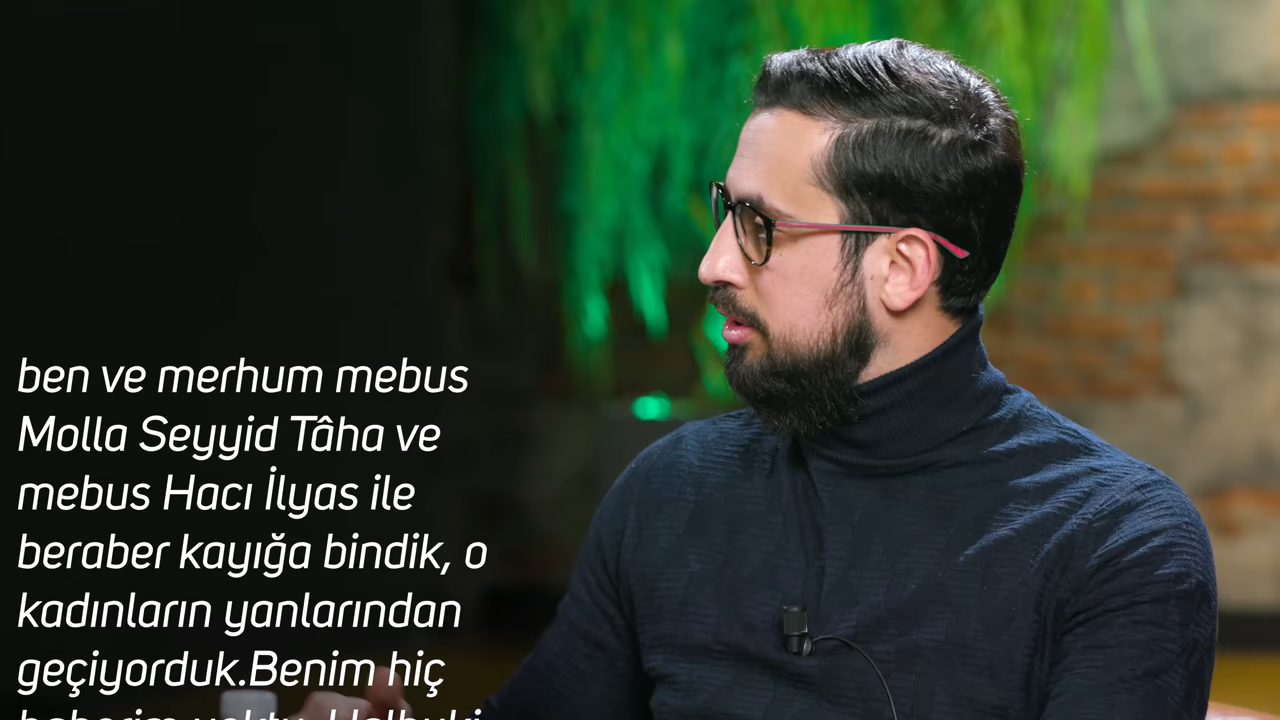 ben ve merhum mebus
Molla Seyyid Tâha ve
mebus Hacı İlyas ile
beraber kayığa bindik, o
kadınların yanlarından
geçiyorduk.Benim hiç